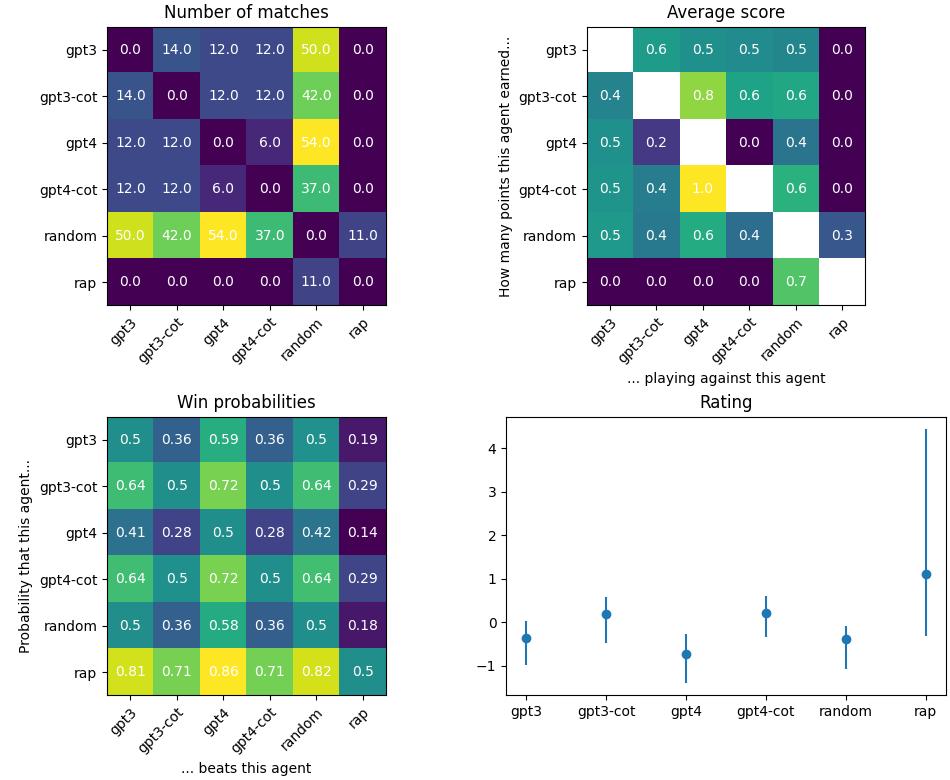 Number of matches
gpt3 0.0 14.0 12.0 12.0 50.0 0.0
gpt3-cot 14.0 0.0 12.0 12.0 42.0 0.0
gpt4 12.0 12.0 0.0 6.0 54.0 0.0
gpt4-cot 12.0 12.0 6.0 0.0 37.0 0.0
random 50.0 42.0 54.0 37.0 0.0 11.0
rap 0.0 0.0 0.0 0.0 11.0 0.0
gpt3 gpt3-cot gpt4 gpt4-cot random rap
Average score
How many points this agent earned...
gpt3 0.6 0.5 0.5 0.5 0.0
gpt3-cot 0.4 0.8 0.6 0.6 0.0
gpt4 0.5 0.2 0.0 0.4 0.0
gpt4-cot 0.5 0.4 1.0 0.6 0.0
random 0.5 0.4 0.6 0.4 0.3
rap 0.0 0.0 0.0 0.0 0.7
gpt3 gpt3-cot gpt4 gpt4-cot random rap
... playing against this agent
Win probabilities
Probability that this agent...
gpt3 0.5 0.36 0.59 0.36 0.5 0.19
gpt3-cot 0.64 0.5 0.72 0.5 0.64 0.29
gpt4 0.41 0.28 0.5 0.28 0.42 0.14
gpt4-cot 0.64 0.5 0.72 0.5 0.64 0.29
random 0.5 0.36 0.58 0.36 0.5 0.18
rap 0.81 0.71 0.86 0.71 0.82 0.5
gpt3 gpt3-cot gpt4 gpt4-cot random rap
... beats this agent
Rating
4
3
2
1
0
−1
gpt3 gpt3-cot gpt4 gpt4-cot random rap